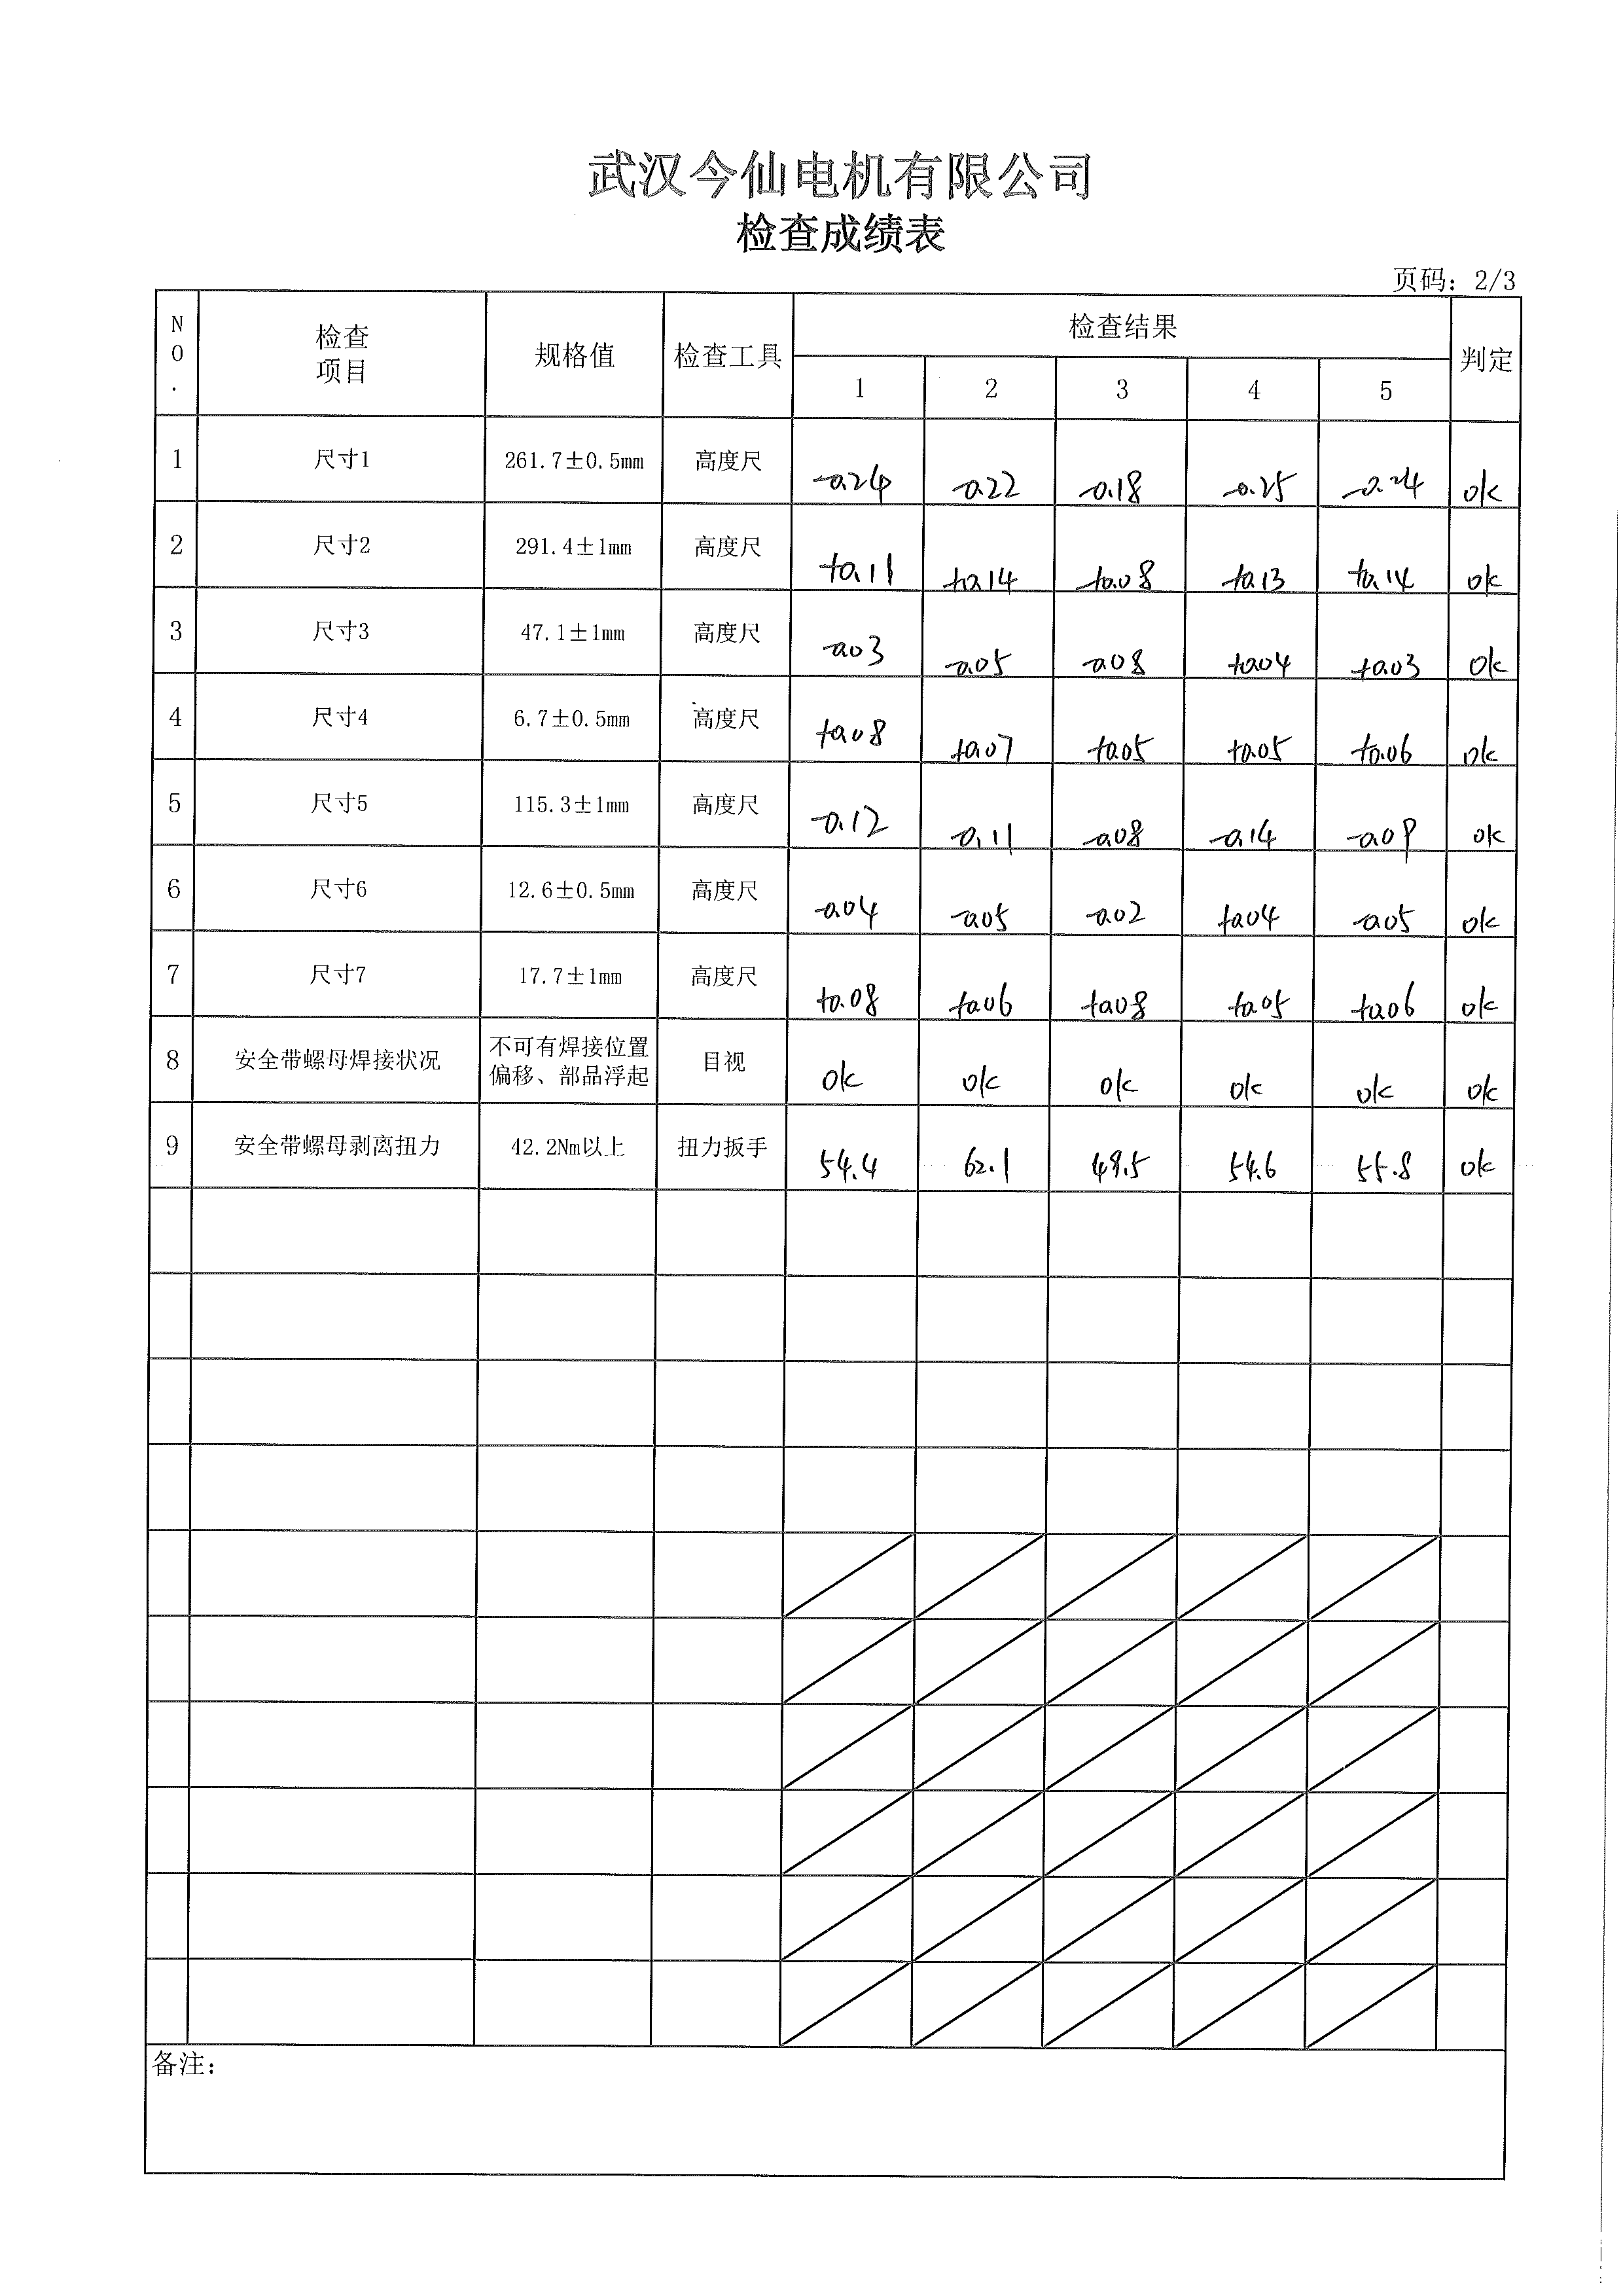 武汉今仙电机有限公司
检查成绩表
页码：2/3
NO. 检查项目 规格值 检查工具 检查结果 判定
1 2 3 4 5
1 尺寸1 261.7±0.5mm 高度尺 -0.24 -0.22 -0.18 -0.25 -0.24 ok
2 尺寸2 291.4±1mm 高度尺 +0.11 +0.14 +0.08 +0.13 +0.14 ok
3 尺寸3 47.1±1mm 高度尺 -0.03 -0.05 -0.08 +0.04 +0.03 ok
4 尺寸4 6.7±0.5mm 高度尺 +0.08 +0.07 +0.05 +0.05 +0.06 ok
5 尺寸5 115.3±1mm 高度尺 -0.12 -0.11 -0.08 -0.14 -0.09 ok
6 尺寸6 12.6±0.5mm 高度尺 -0.04 -0.05 -0.02 +0.04 -0.05 ok
7 尺寸7 17.7±1mm 高度尺 +0.08 +0.06 +0.08 +0.05 +0.06 ok
8 安全带螺母焊接状况 不可有焊接位置偏移、部品浮起 目视 ok ok ok ok ok ok
9 安全带螺母剥离扭力 42.2Nm以上 扭力扳手 54.4 62.1 49.5 54.6 55.8 ok
备注：